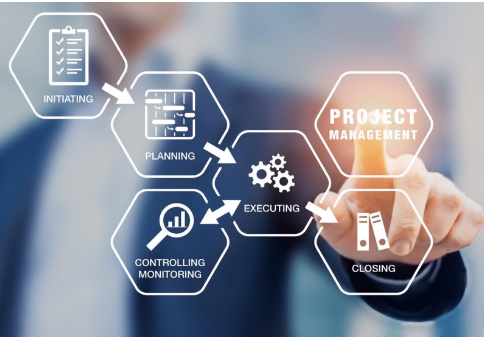 INITIATING
PLANNING
PROJECT
MANAGEMENT
EXECUTING
CONTROLLING
MONITORING
CLOSING